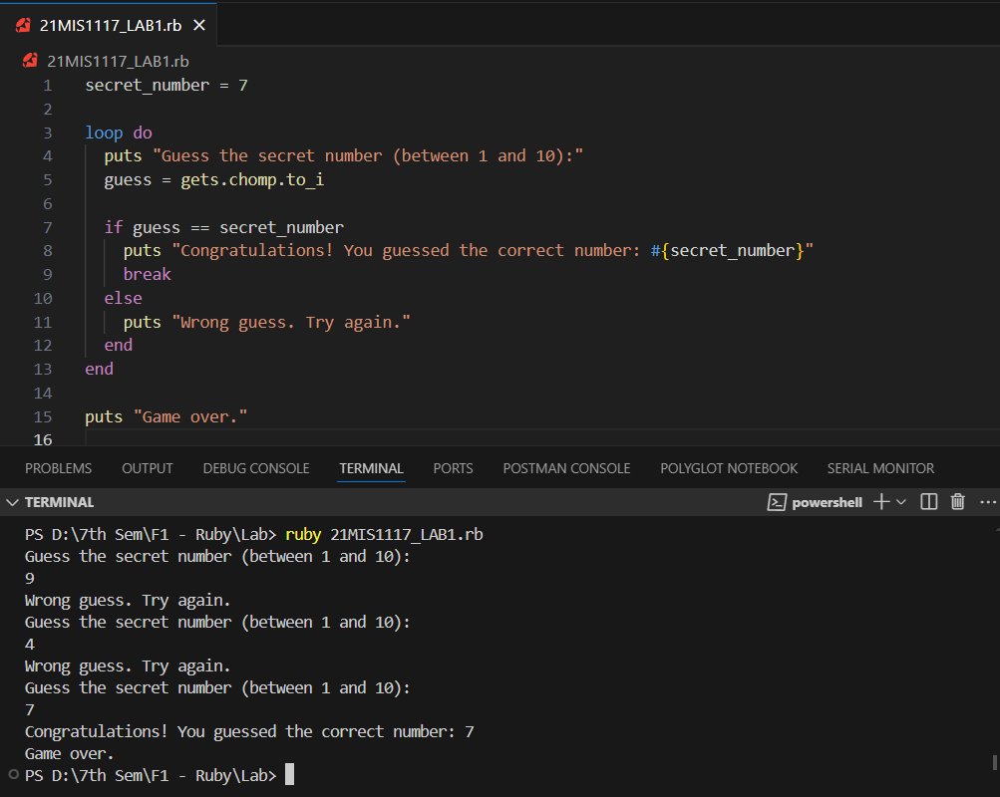 21MIS1117_LAB1.rb ×
21MIS1117_LAB1.rb
1 secret_number = 7
2
3 loop do
4   puts "Guess the secret number (between 1 and 10):"
5   guess = gets.chomp.to_i
6
7   if guess == secret_number
8     puts "Congratulations! You guessed the correct number: #{secret_number}"
9     break
10   else
11     puts "Wrong guess. Try again."
12   end
13 end
14
15 puts "Game over."
16
PROBLEMS OUTPUT DEBUG CONSOLE TERMINAL PORTS POSTMAN CONSOLE POLYGLOT NOTEBOOK SERIAL MONITOR
TERMINAL powershell
PS D:\7th Sem\F1 - Ruby\Lab> ruby 21MIS1117_LAB1.rb
Guess the secret number (between 1 and 10):
9
Wrong guess. Try again.
Guess the secret number (between 1 and 10):
4
Wrong guess. Try again.
Guess the secret number (between 1 and 10):
7
Congratulations! You guessed the correct number: 7
Game over.
PS D:\7th Sem\F1 - Ruby\Lab>